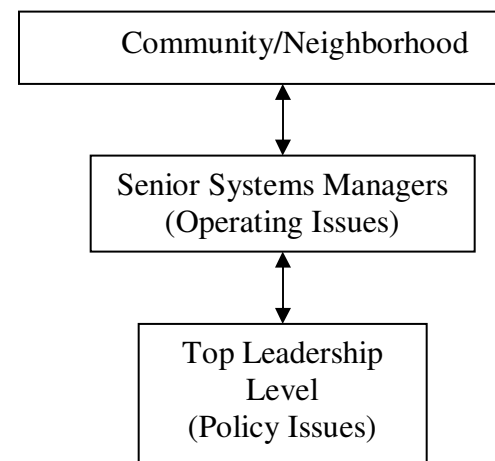 Community/Neighborhood
Senior Systems Managers
(Operating Issues)
Top Leadership
Level
(Policy Issues)